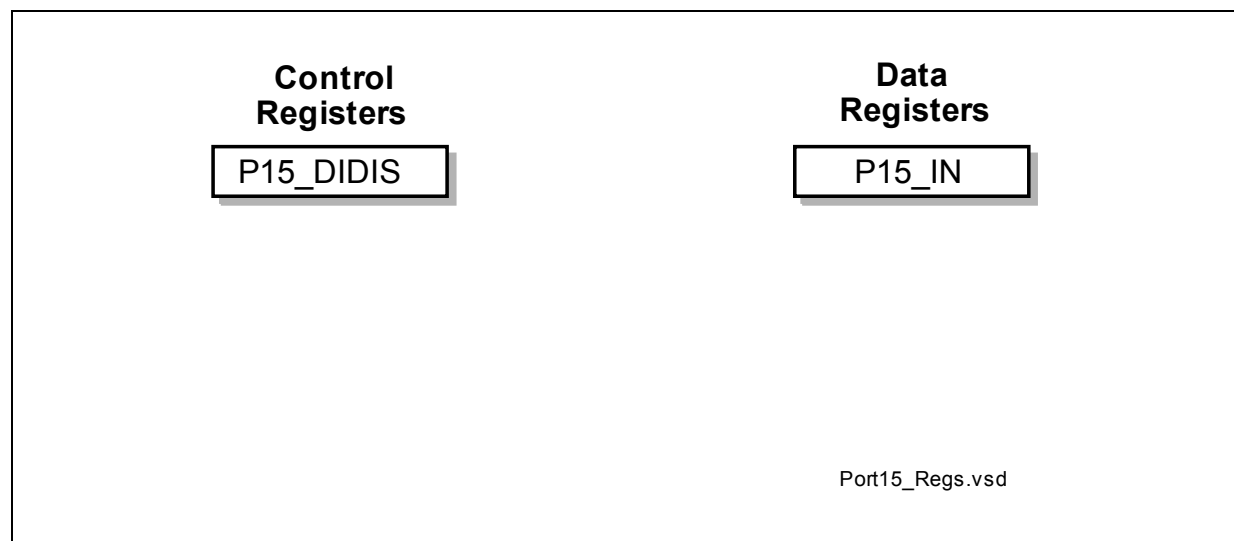 Control
Registers
P15_DIDIS
Data
Registers
P15_IN
Port15_Regs.vsd